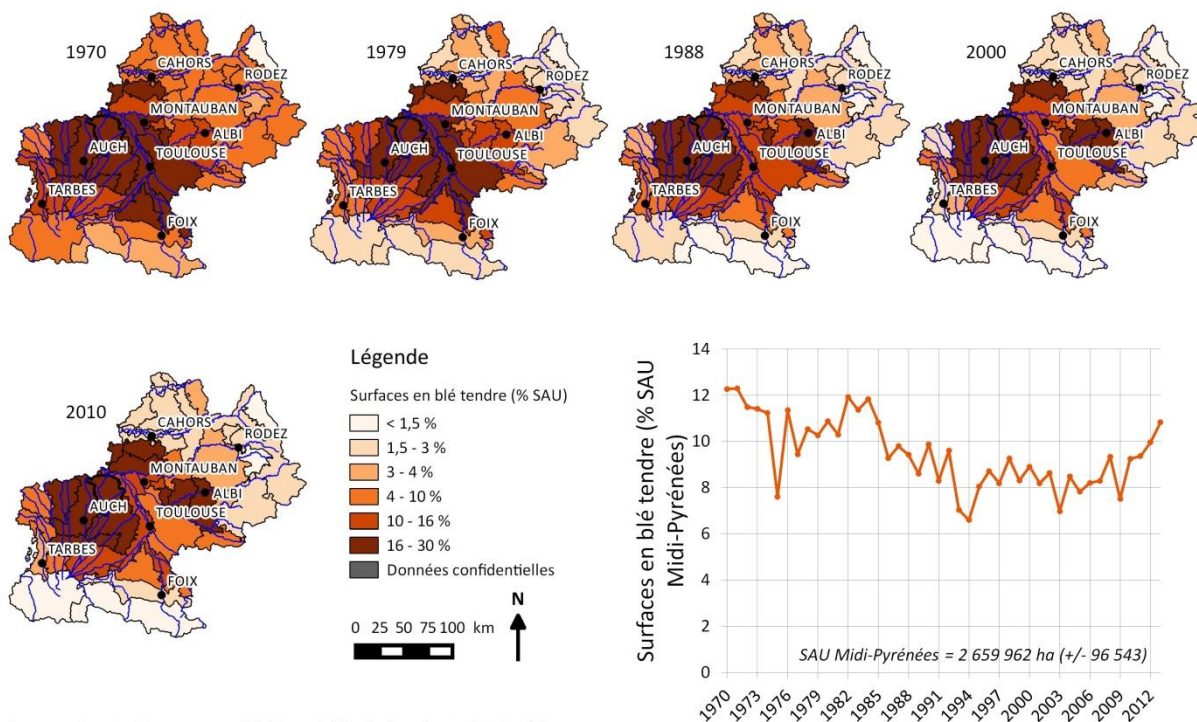 1970
CAHORS
RODEZ
MONTAUBAN
ALBI
AUCH
TOULOUSE
TARBES
FOIX
1979
CAHORS
RODEZ
MONTAUBAN
ALBI
AUCH
TOULOUSE
TARBES
FOIX
1988
CAHORS
RODEZ
MONTAUBAN
ALBI
AUCH
TOULOUSE
TARBES
FOIX
2000
CAHORS
RODEZ
MONTAUBAN
ALBI
AUCH
TOULOUSE
TARBES
FOIX
2010
CAHORS
RODEZ
MONTAUBAN
ALBI
AUCH
TOULOUSE
TARBES
FOIX
Légende
Surfaces en blé tendre (% SAU)
< 1,5 %
1,5 - 3 %
3 - 4 %
4 - 10 %
10 - 16 %
16 - 30 %
Données confidentielles
N
0 25 50 75 100 km
Surfaces en blé tendre (% SAU
Midi-Pyrénées)
14
12
10
8
6
4
2
0
SAU Midi-Pyrénées = 2 659 962 ha (+/- 96 543)
1970 1973 1976 1979 1982 1985 1988 1991 1994 1997 2000 2003 2006 2009 2012